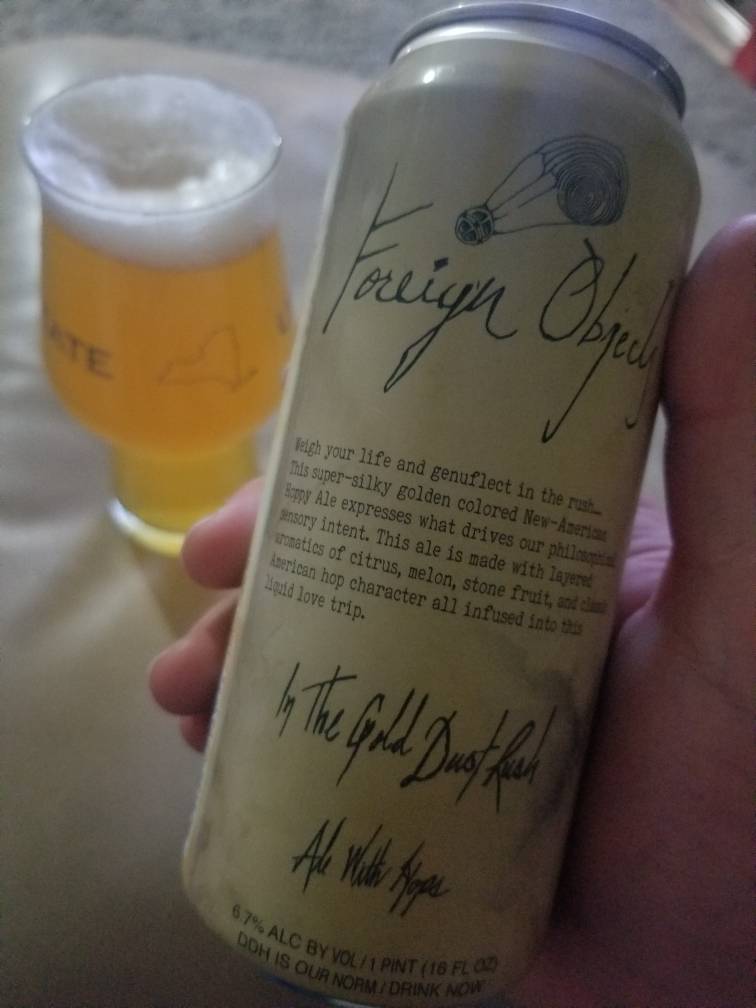 Foreign Objects
Weigh your life and genuflect in the rush...
This super-silky golden colored New-American
Hoppy Ale expresses what drives our philosophical
sensory intent. This ale is made with layered
aromatics of citrus, melon, stone fruit, and classic
American hop character all infused into this
liquid love trip.
In The Gold Dust Rush
Ale With Hops
6.7% ALC BY VOL / 1 PINT (16 FL OZ)
DDH IS OUR NORM / DRINK NOW
ATE